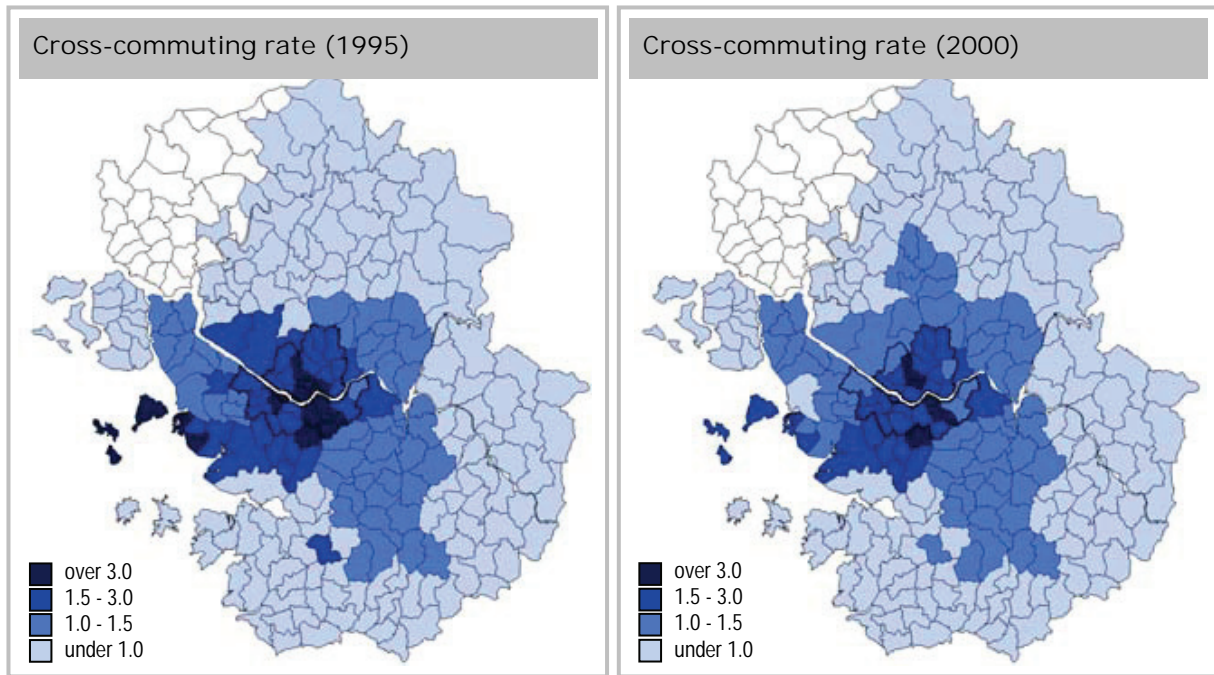 Cross-commuting rate (1995)
over 3.0
1.5 - 3.0
1.0 - 1.5
under 1.0
Cross-commuting rate (2000)
over 3.0
1.5 - 3.0
1.0 - 1.5
under 1.0